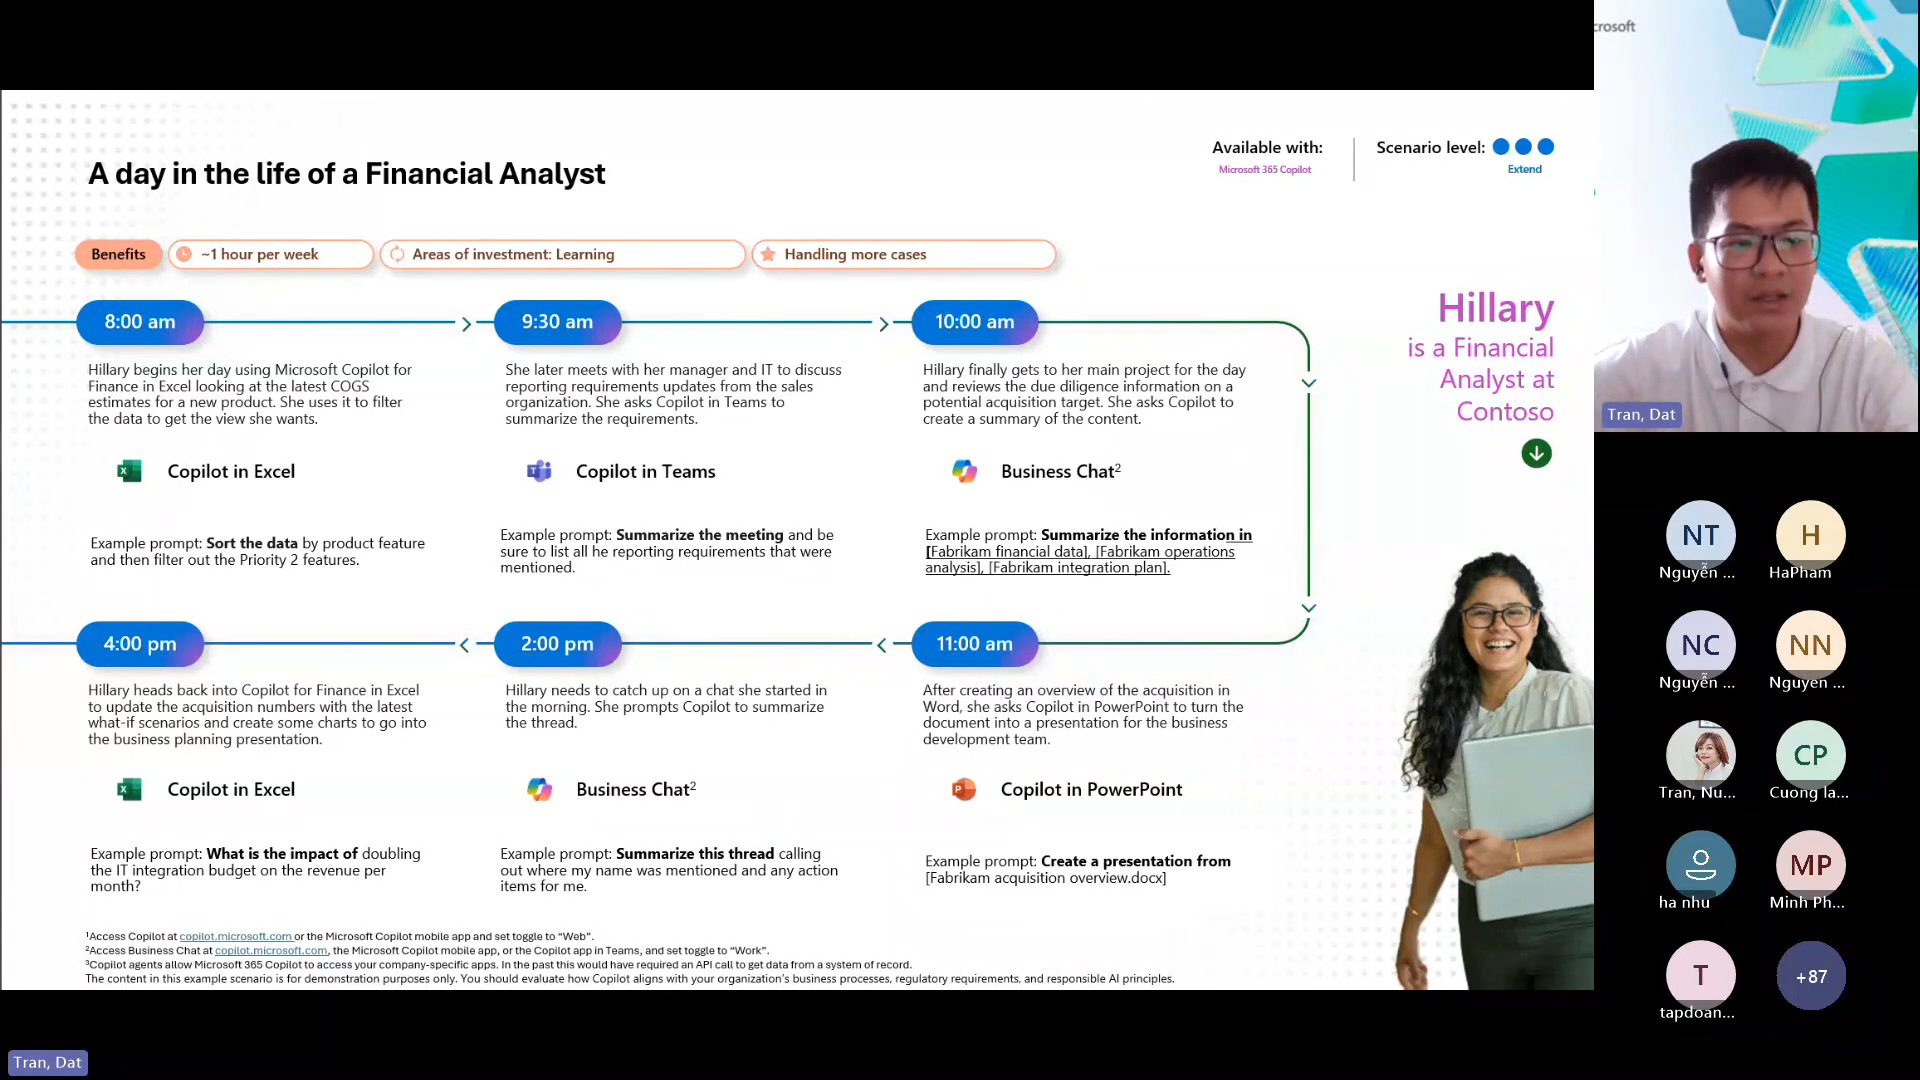 crosoft
A day in the life of a Financial Analyst
Available with:
Microsoft 365 Copilot
Scenario level:
Extend
Benefits
~1 hour per week
Areas of investment: Learning
Handling more cases
8:00 am
Hillary begins her day using Microsoft Copilot for
Finance in Excel looking at the latest COGS
estimates for a new product. She uses it to filter
the data to get the view she wants.
Copilot in Excel
Example prompt: Sort the data by product feature
and then filter out the Priority 2 features.
9:30 am
She later meets with her manager and IT to discuss
reporting requirements updates from the sales
organization. She asks Copilot in Teams to
summarize the requirements.
Copilot in Teams
Example prompt: Summarize the meeting and be
sure to list all he reporting requirements that were
mentioned.
10:00 am
Hillary finally gets to her main project for the day
and reviews the due diligence information on a
potential acquisition target. She asks Copilot to
create a summary of the content.
Business Chat²
Example prompt: Summarize the information in
[Fabrikam financial data], [Fabrikam operations
analysis], [Fabrikam integration plan].
Hillary
is a Financial
Analyst at
Contoso
11:00 am
After creating an overview of the acquisition in
Word, she asks Copilot in PowerPoint to turn the
document into a presentation for the business
development team.
Copilot in PowerPoint
Example prompt: Create a presentation from
[Fabrikam acquisition overview.docx]
2:00 pm
Hillary needs to catch up on a chat she started in
the morning. She prompts Copilot to summarize
the thread.
Business Chat²
Example prompt: Summarize this thread calling
out where my name was mentioned and any action
items for me.
4:00 pm
Hillary heads back into Copilot for Finance in Excel
to update the acquisition numbers with the latest
what-if scenarios and create some charts to go into
the business planning presentation.
Copilot in Excel
Example prompt: What is the impact of doubling
the IT integration budget on the revenue per
month?
¹Access Copilot at copilot.microsoft.com or the Microsoft Copilot mobile app and set toggle to “Web”.
²Access Business Chat at copilot.microsoft.com, the Microsoft Copilot mobile app, or the Copilot app in Teams, and set toggle to “Work”.
³Copilot agents allow Microsoft 365 Copilot to access your company-specific apps. In the past this would have required an API call to get data from a system of record.
The content in this example scenario is for demonstration purposes only. You should evaluate how Copilot aligns with your organization’s business processes, regulatory requirements, and responsible AI principles.
Tran, Dat
Tran, Dat
NT
Nguyễn ...
H
HaPham
NC
Nguyễn ...
NN
Nguyen ...
Tran, Nu...
CP
Cuong la...
ha nhu
MP
Minh Ph...
T
tapdoan...
+87